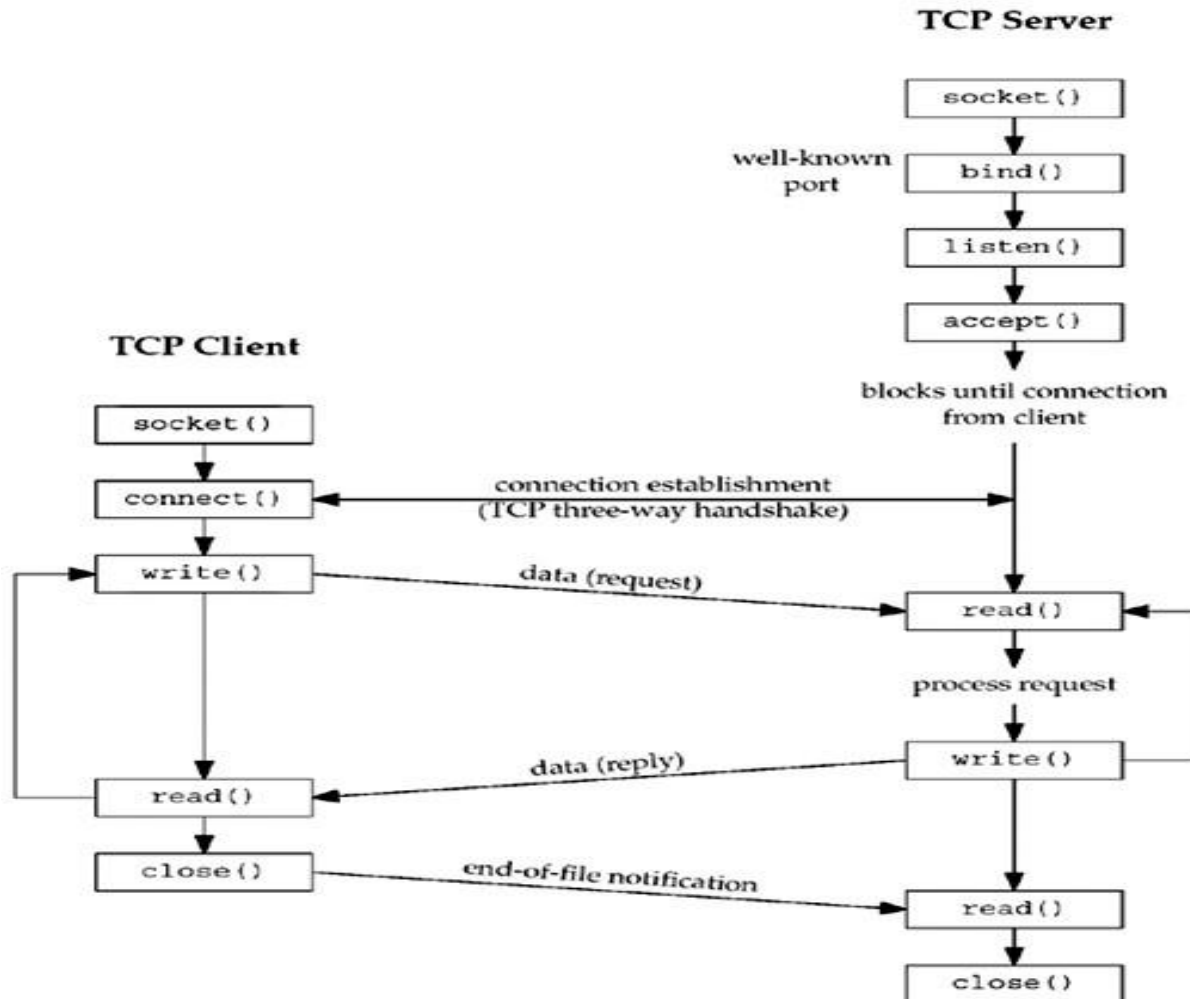 TCP Server
socket()
well-known
port
bind()
listen()
accept()
TCP Client
blocks until connection
from client
socket()
connect()
connection establishment
(TCP three-way handshake)
write()
data (request)
read()
process request
write()
data (reply)
read()
close()
end-of-file notification
read()
close()